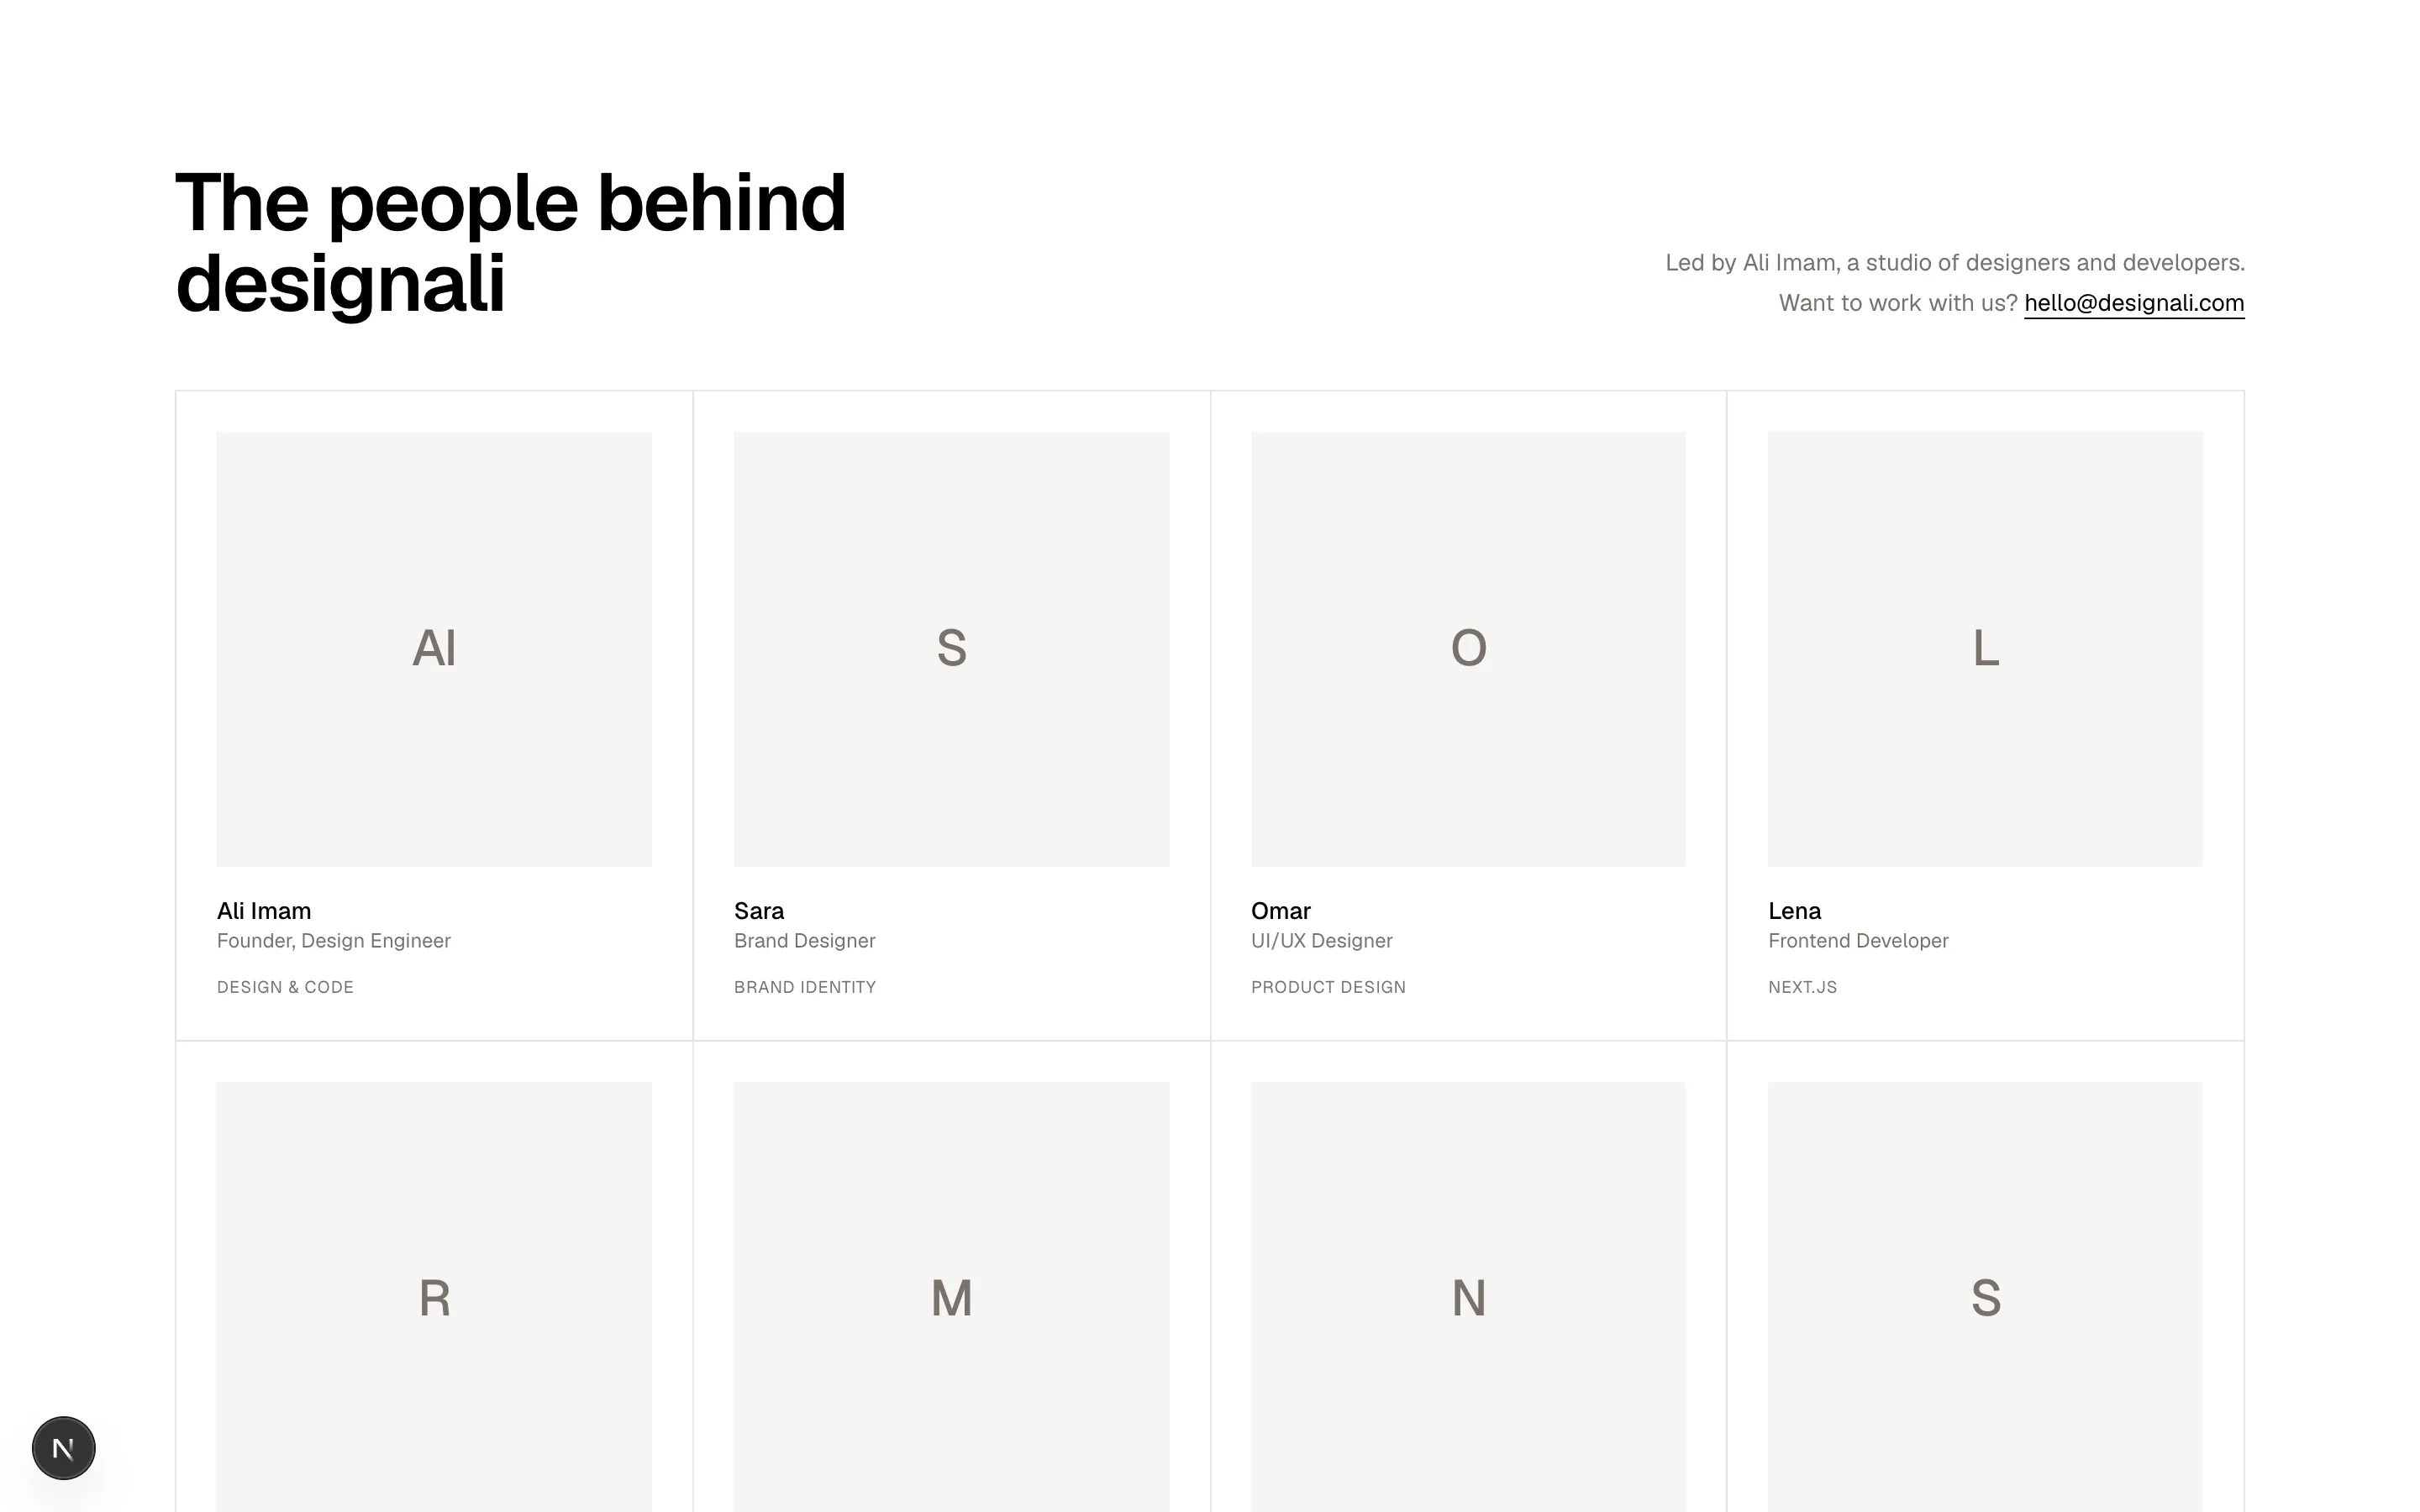 The people behind
designali
Led by Ali Imam, a studio of designers and developers.
Want to work with us? hello@designali.com
AI
S
O
L
Ali Imam
Founder, Design Engineer
DESIGN & CODE
Sara
Brand Designer
BRAND IDENTITY
Omar
UI/UX Designer
PRODUCT DESIGN
Lena
Frontend Developer
NEXT.JS
R
M
N
S
N